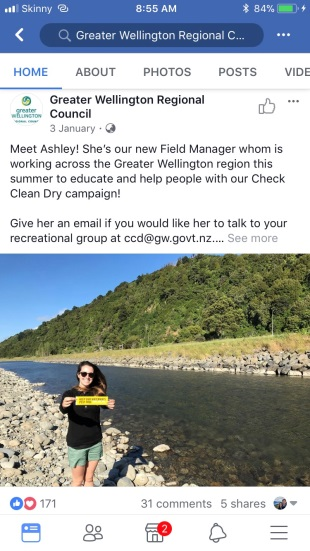 Skinny 8:55 AM 84%
Greater Wellington Regional C...
HOME ABOUT PHOTOS POSTS VIDE
greater
WELLINGTON
Greater Wellington Regional
Council
3 January ·
Meet Ashley! She's our new Field Manager whom is
working across the Greater Wellington region this
summer to educate and help people with our Check
Clean Dry campaign!
Give her an email if you would like her to talk to your
recreational group at ccd@gw.govt.nz.... See more
171 31 comments 5 shares
2